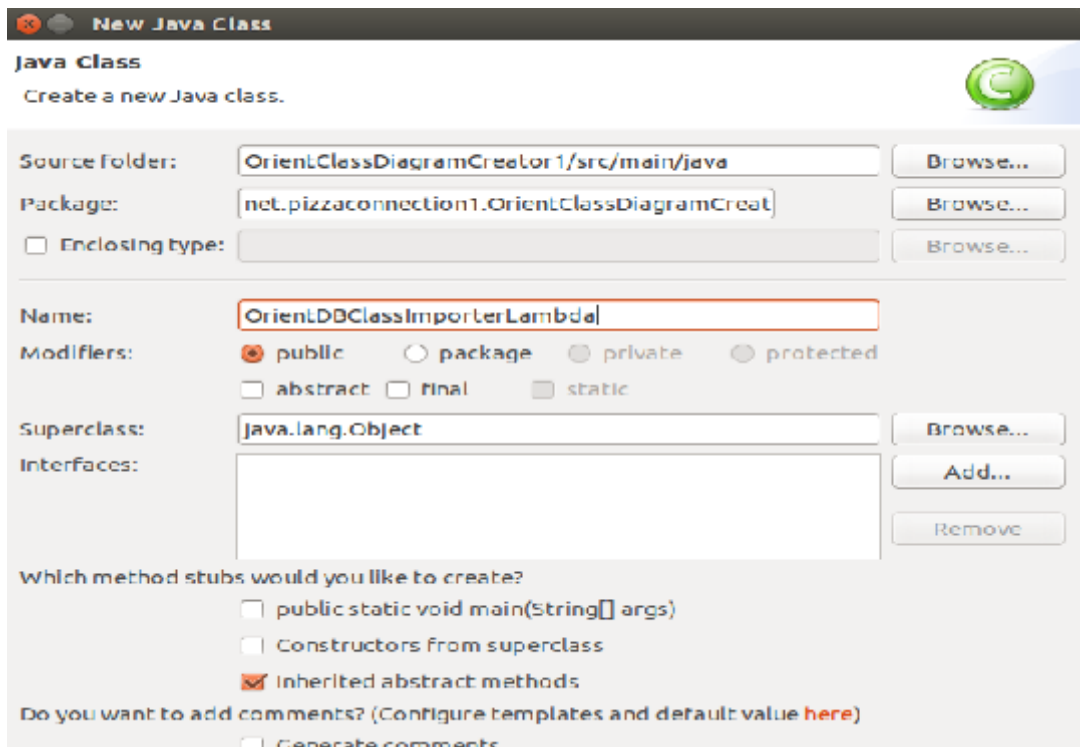 New Java Class
Java Class
Create a new Java class.
Source folder: OrientClassDiagramCreator1/src/main/java Browse...
Package: net.pizzaconnection1.OrientClassDiagramCreat Browse...
Enclosing type: Browse...
Name: OrientDBClassImporterLambda
Modifiers: public package private protected
abstract final static
Superclass: java.lang.Object Browse...
Interfaces: Add...
Remove
Which method stubs would you like to create?
public static void main(String[] args)
Constructors from superclass
Inherited abstract methods
Do you want to add comments? (Configure templates and default value here)
Generate comments